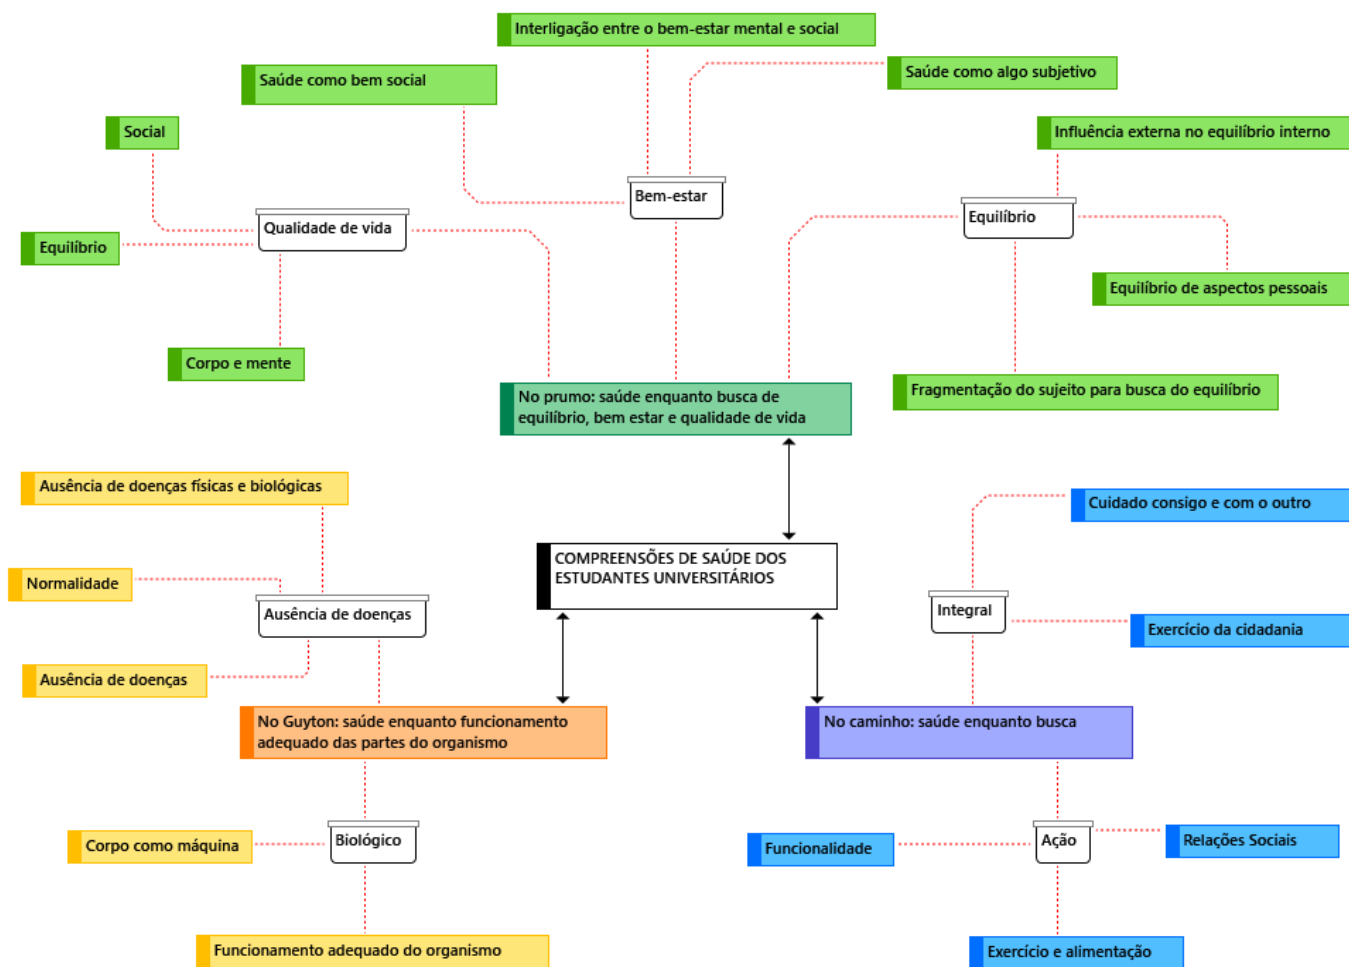 Interligação entre o bem-estar mental e social
Saúde como bem social
Saúde como algo subjetivo
Social
Influência externa no equilíbrio interno
Bem-estar
Qualidade de vida
Equilíbrio
Equilíbrio
Equilíbrio de aspectos pessoais
Corpo e mente
No prumo: saúde enquanto busca de
equilíbrio, bem estar e qualidade de vida
Fragmentação do sujeito para busca do equilíbrio
Ausência de doenças físicas e biológicas
Cuidado consigo e com o outro
COMPREENSÕES DE SAÚDE DOS
ESTUDANTES UNIVERSITÁRIOS
Normalidade
Ausência de doenças
Integral
Exercício da cidadania
Ausência de doenças
No Guyton: saúde enquanto funcionamento
adequado das partes do organismo
No caminho: saúde enquanto busca
Corpo como máquina
Biológico
Funcionalidade
Ação
Relações Sociais
Funcionamento adequado do organismo
Exercício e alimentação